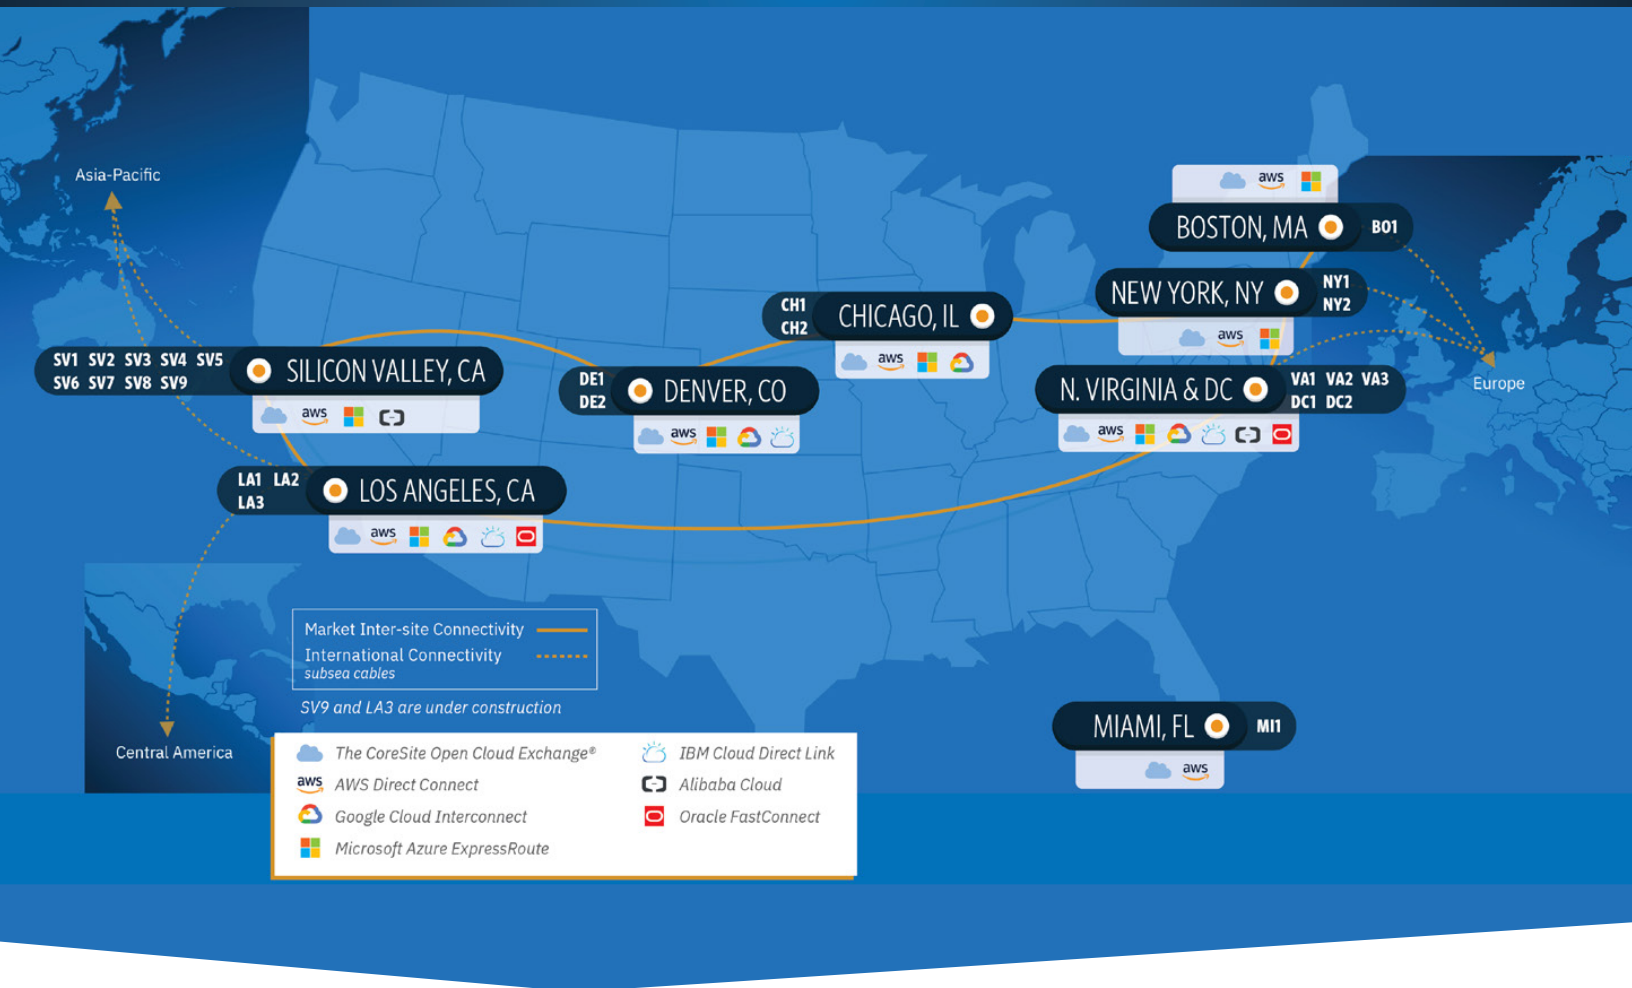 Asia-Pacific
aws
BOSTON, MA
BO1
NEW YORK, NY
NY1
NY2
aws
CH1
CH2
CHICAGO, IL
aws
SV1 SV2 SV3 SV4 SV5
SV6 SV7 SV8 SV9
SILICON VALLEY, CA
aws
DE1
DE2
DENVER, CO
aws
N. VIRGINIA & DC
VA1 VA2 VA3
DC1 DC2
aws
Europe
LA1 LA2
LA3
LOS ANGELES, CA
aws
Market Inter-site Connectivity
International Connectivity
subsea cables
SV9 and LA3 are under construction
Central America
MIAMI, FL
MI1
aws
The CoreSite Open Cloud Exchange®
aws AWS Direct Connect
Google Cloud Interconnect
Microsoft Azure ExpressRoute
IBM Cloud Direct Link
Alibaba Cloud
Oracle FastConnect